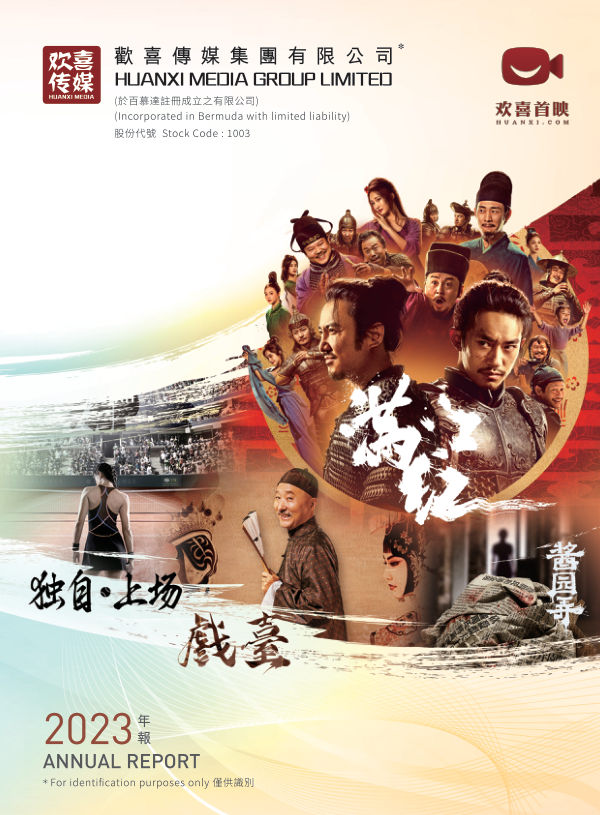 欢喜
传媒
HUANXI MEDIA
歡喜傳媒集團有限公司*
HUANXI MEDIA GROUP LIMITED
(於百慕達註冊成立之有限公司)
(Incorporated in Bermuda with limited liability)
股份代號 Stock Code : 1003
欢喜首映
HUANXI.COM
满江红
独自·上场
戲臺
酱园弄
2023年報
ANNUAL REPORT
* For identification purposes only 僅供識別